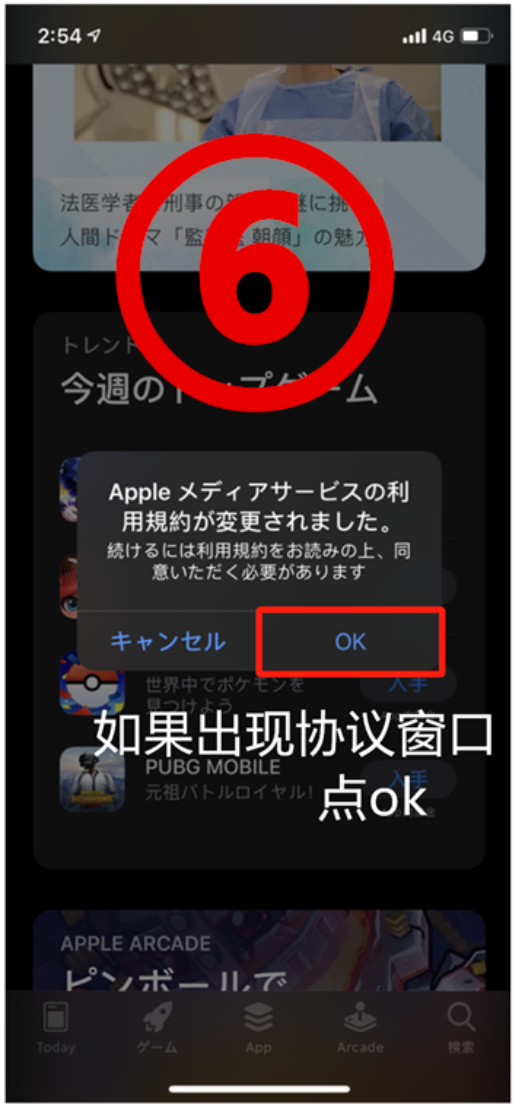 2:54
4G
法医学者
刑事の
謎に挑
人間ド
マ「監
朝顔」の魅力
6
トレンド
今週のトップゲーム
Apple メディアサービスの利
用規約が変更されました。
続けるには利用規約をお読みの上、同
意いただく必要があります
キャンセル
OK
世界中でポケモンを
見つけよう
入手
如果出现协议窗口
PUBG MOBILE
元祖バトルロイヤル!
入手
点ok
APPLE ARCADE
ピンボールで
Today
ゲーム
App
Arcade
検索